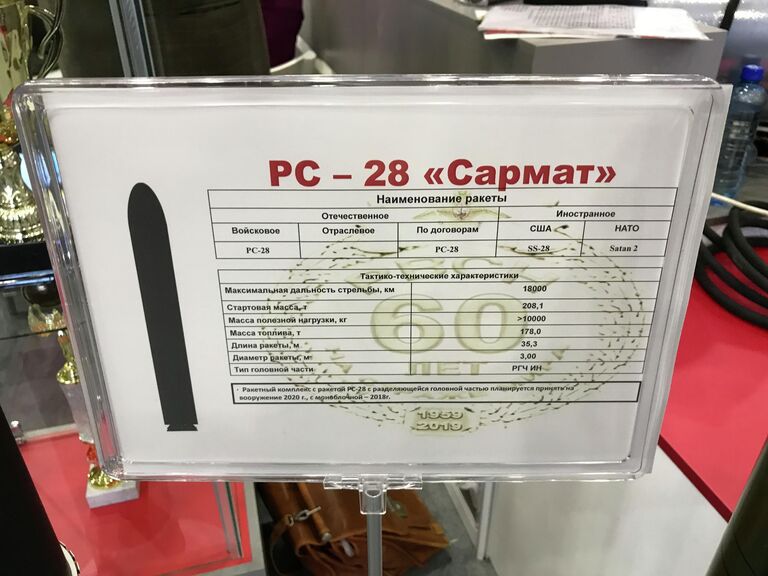 РС – 28 «Сармат»
Наименование ракеты
Отечественное Иностранное
Войсковое Отраслевое По договорам США НАТО
РС-28 РС-28 SS-28 Satan 2
Тактико-технические характеристики
Максимальная дальность стрельбы, км 18000
Стартовая масса, т 208,1
Масса полезной нагрузки, кг >10000
Масса топлива, т 178,0
Длина ракеты, м 35,3
Диаметр ракеты, м 3,00
Тип головной части РГЧ ИН
- Ракетный комплекс с ракетой РС-28 с разделяющейся головной частью планируется принять на
вооружение 2020 г., с моноблочной – 2018г.
60
ЛЕТ
1959
2019